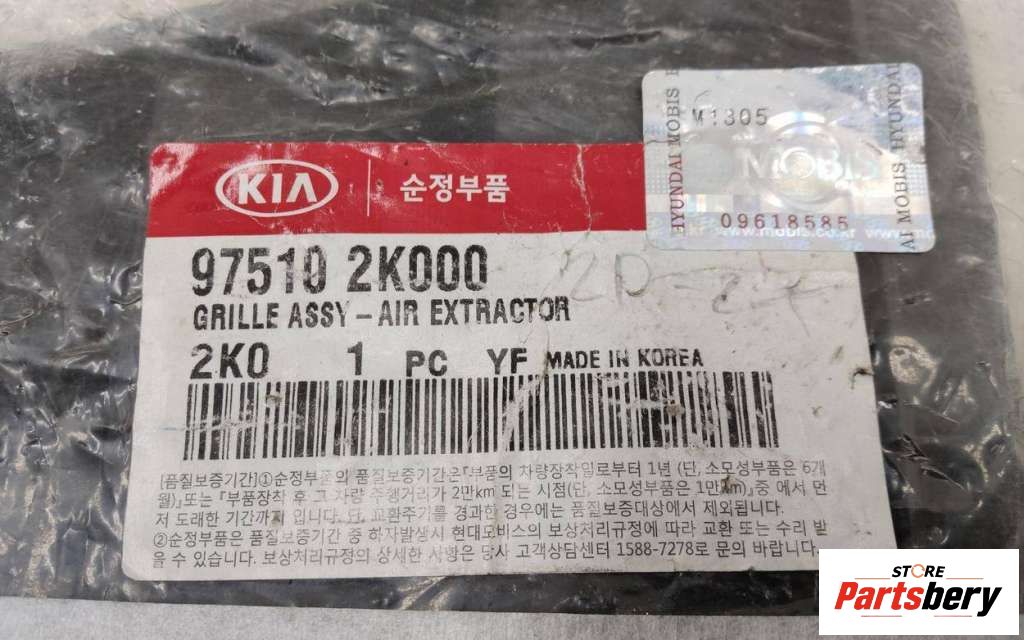 KIA 순정부품
97510 2K000
GRILLE ASSY - AIR EXTRACTOR
2K0 1 PC YF MADE IN KOREA
[품질보증기간]①순정부품의 품질보증기간은『부품의 차량장착일로부터 1년 (단, 소모성부품은 6개
월)』또는 『부품장착 후 그 차량 주행거리가 2만km 되는 시점(단, 소모성부품은 1만km)』중 에서 먼
저 도래한 기간까지 입니다. 단, 교환주기를 경과한 경우에는 품질보증대상에서 제외됩니다.
②순정부품은 품질보증기간 중 하자발생시 현대모비스의 보상처리규정에 따라 교환 또는 수리 받
을 수 있습니다. 보상처리규정의 상세한 사항은 당사 고객상담센터 1588-7278로 문의 바랍니다.
M1305
MOBIS
09618585
www.mobis.co.kr
HYUNDAI MOBIS
AI MOBIS HYUNDAI
STORE
Partsbery